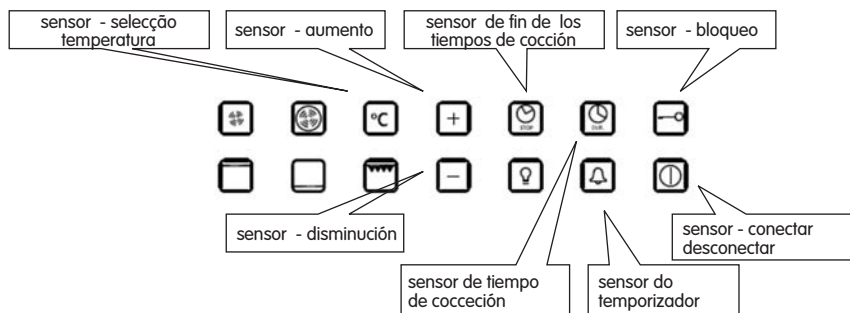 sensor - selecção
temperatura
sensor - aumento
sensor de fin de los
tiempos de cocción
sensor - bloqueo
°C
+
STOP
DUR.
−
sensor - disminución
sensor de tiempo
de cocceción
sensor do
temporizador
sensor - conectar
desconectar